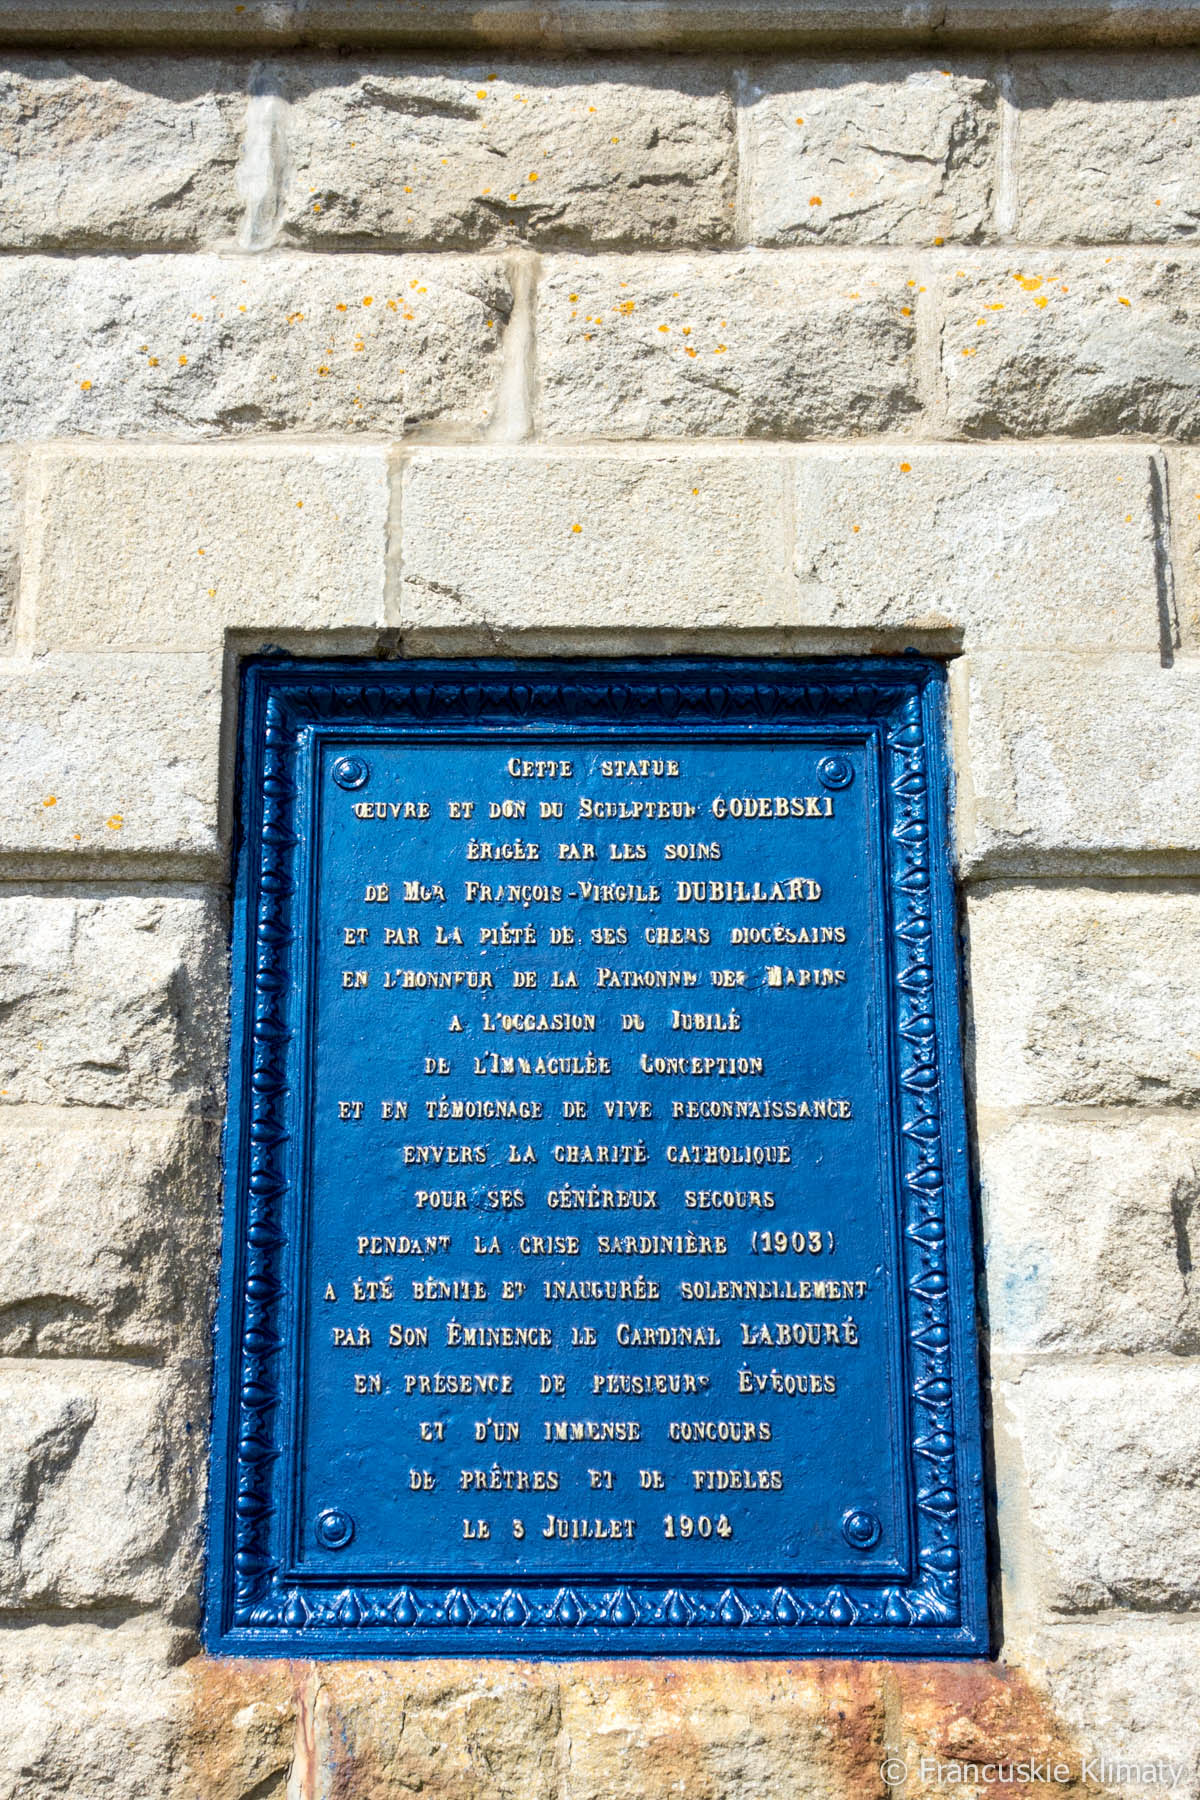 Cette statue
œuvre et don du Sculpteur GODEBSKI
érigée par les soins
de Mgr François-Virgile DUBILLARD
et par la piété de ses chers diocésains
en l'honneur de la Patronne des Marins
a l'occasion du Jubilé
de l'Immaculée Conception
et en témoignage de vive reconnaissance
envers la charité catholique
pour ses généreux secours
pendant la crise sardinière (1903)
a été bénite et inaugurée solennellement
par Son Éminence le Cardinal LABOURÉ
en présence de plusieurs Évêques
et d'un immense concours
de prêtres et de fideles
le 3 Juillet 1904
© Francuskie Klimaty